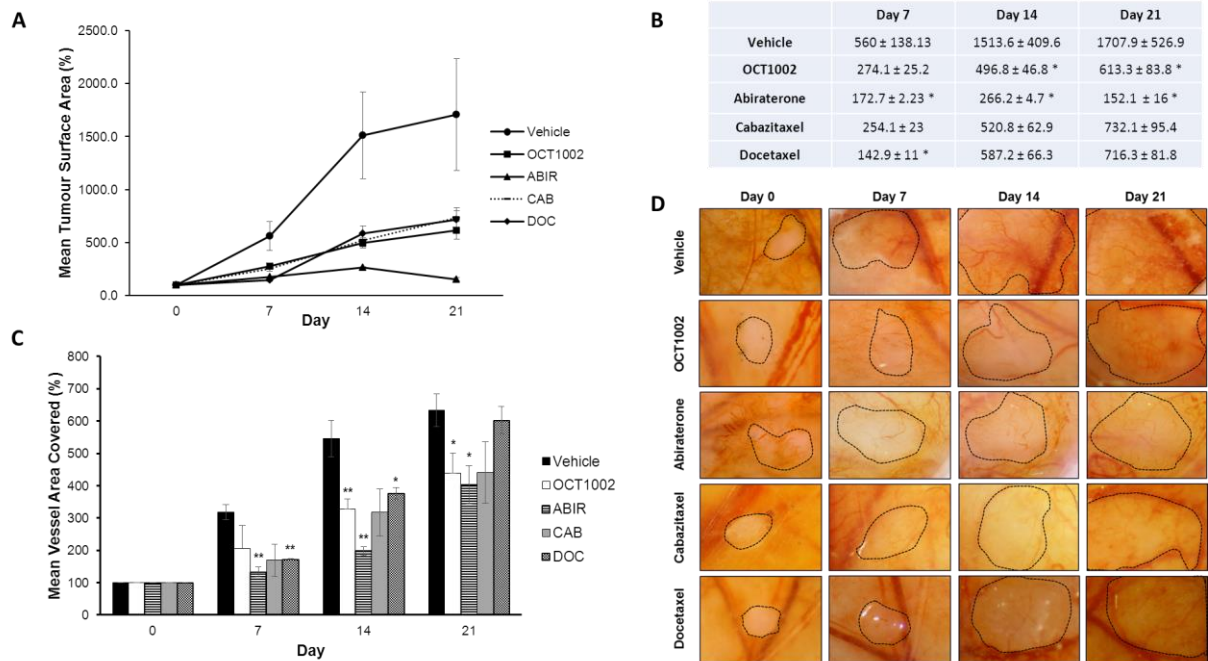 A
Mean Tumour Surface Area (%)
2500.0
2000.0
1500.0
1000.0
500.0
0.0
0 7 14 21
Day
Vehicle
OCT1002
ABIR
CAB
DOC
B
Day 7 Day 14 Day 21
Vehicle 560 ± 138.13 1513.6 ± 409.6 1707.9 ± 526.9
OCT1002 274.1 ± 25.2 496.8 ± 46.8 * 613.3 ± 83.8 *
Abiraterone 172.7 ± 2.23 * 266.2 ± 4.7 * 152.1 ± 16 *
Cabazitaxel 254.1 ± 23 520.8 ± 62.9 732.1 ± 95.4
Docetaxel 142.9 ± 11 * 587.2 ± 66.3 716.3 ± 81.8
C
Mean Vessel Area Covered (%)
800
700
600
500
400
300
200
100
0
** **
** ** *
* *
0 7 14 21
Day
Vehicle
OCT1002
ABIR
CAB
DOC
D
Day 0 Day 7 Day 14 Day 21
Vehicle
OCT1002
Abiraterone
Cabazitaxel
Docetaxel